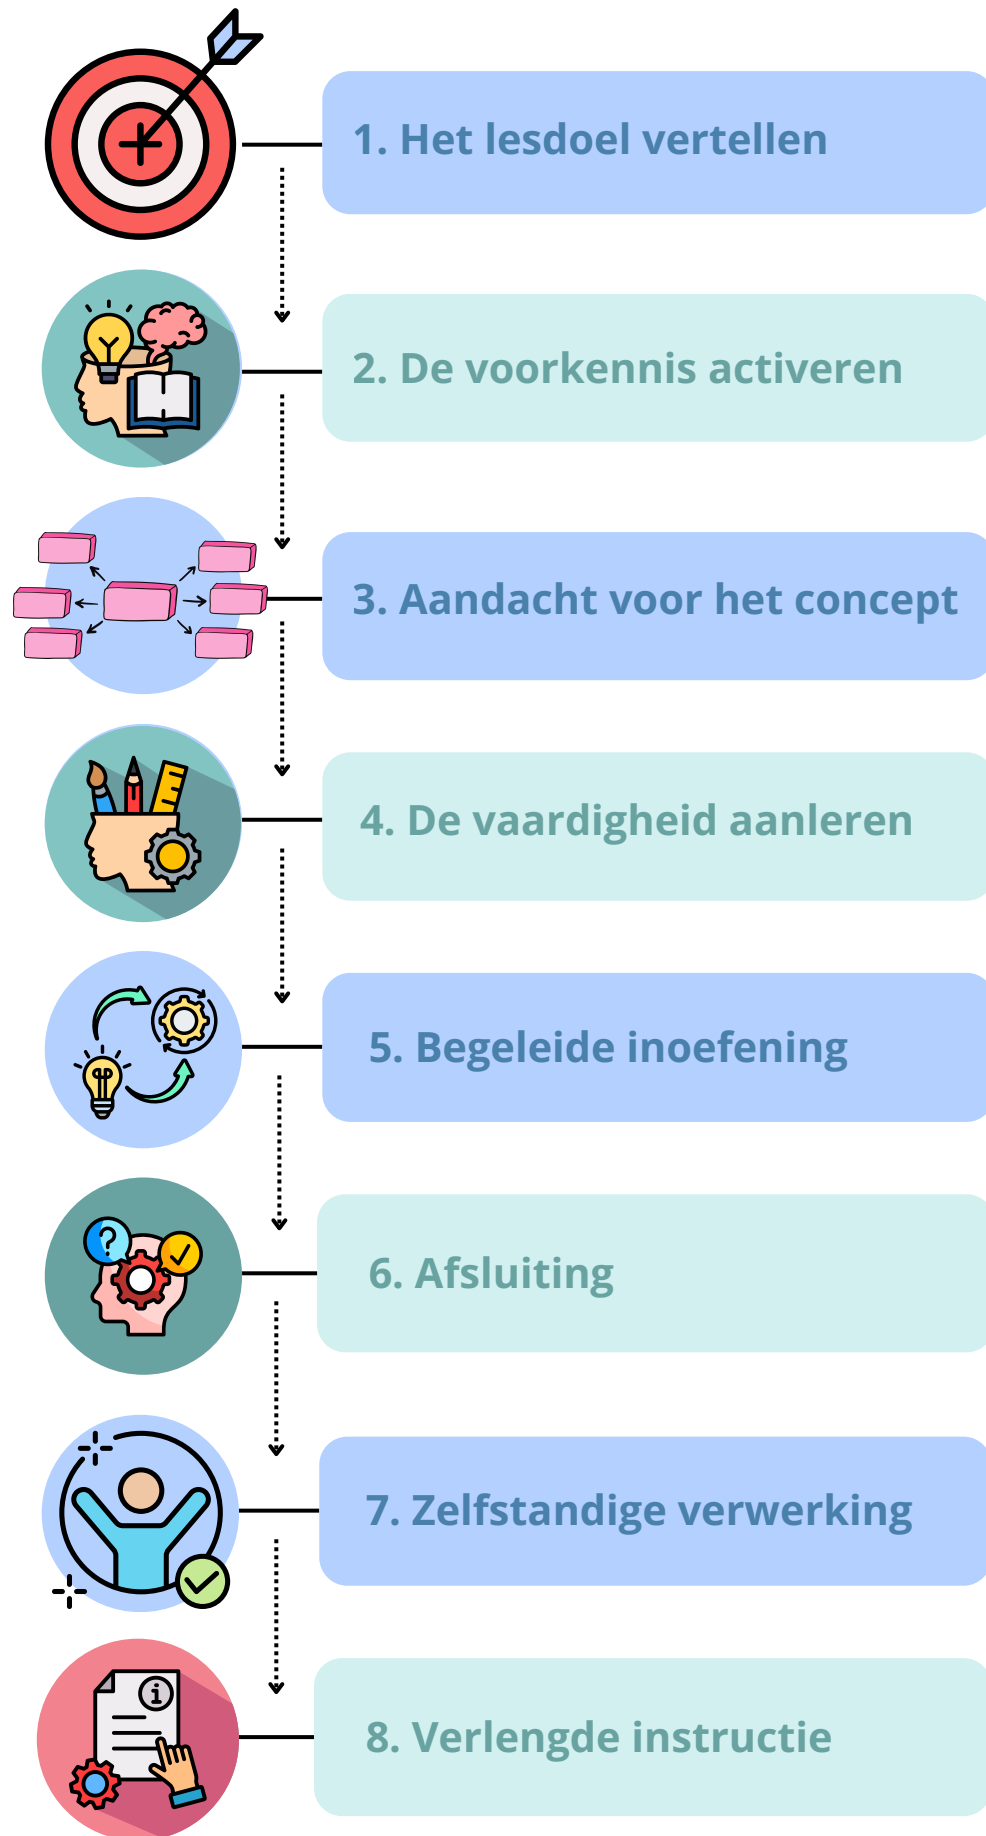 1. Het lesdoel vertellen
2. De voorkennis activeren
3. Aandacht voor het concept
4. De vaardigheid aanleren
5. Begeleide inoefening
6. Afsluiting
7. Zelfstandige verwerking
8. Verlengde instructie